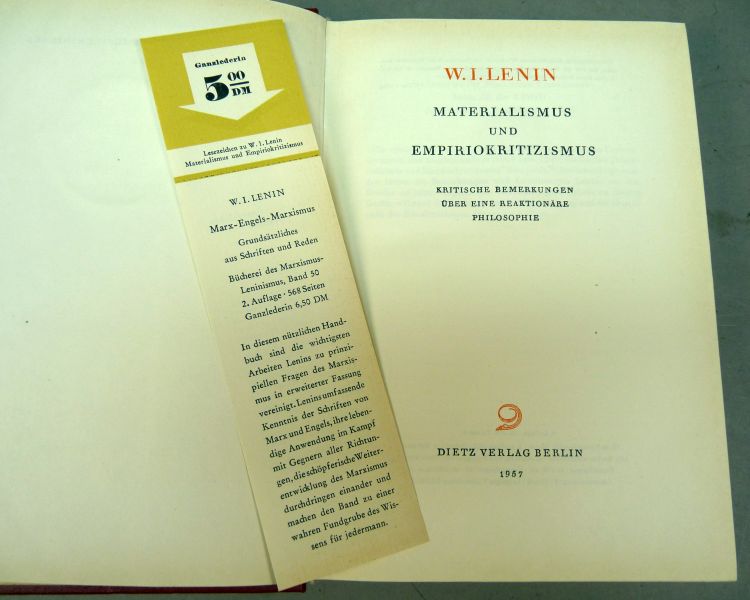 Ganzlederin
5 00 DM
Lesezeichen zu W. I. Lenin
Materialismus und Empiriokritizismus
W. I. LENIN
Marx-Engels-Marxismus
Grundsätzliches
aus Schriften und Reden
Bücherei des Marxismus-
Leninismus, Band 50
2. Auflage · 568 Seiten
Ganzlederin 6,50 DM
In diesem nützlichen Hand-
buch sind die wichtigsten
Arbeiten Lenins zu prinzi-
piellen Fragen des Marxis-
mus in erweiterter Fassung
vereinigt. Lenins umfassende
Kenntnis der Schriften von
Marx und Engels, ihre leben-
dige Anwendung im Kampf
mit Gegnern aller Richtun-
gen, die schöpferische Weiter-
entwicklung des Marxismus
durchdringen einander und
machen den Band zu einer
wahren Fundgrube des Wis-
sens für jedermann.
W. I. LENIN
MATERIALISMUS
UND
EMPIRIOKRITIZISMUS
KRITISCHE BEMERKUNGEN
ÜBER EINE REAKTIONÄRE
PHILOSOPHIE
DIETZ VERLAG BERLIN
1957